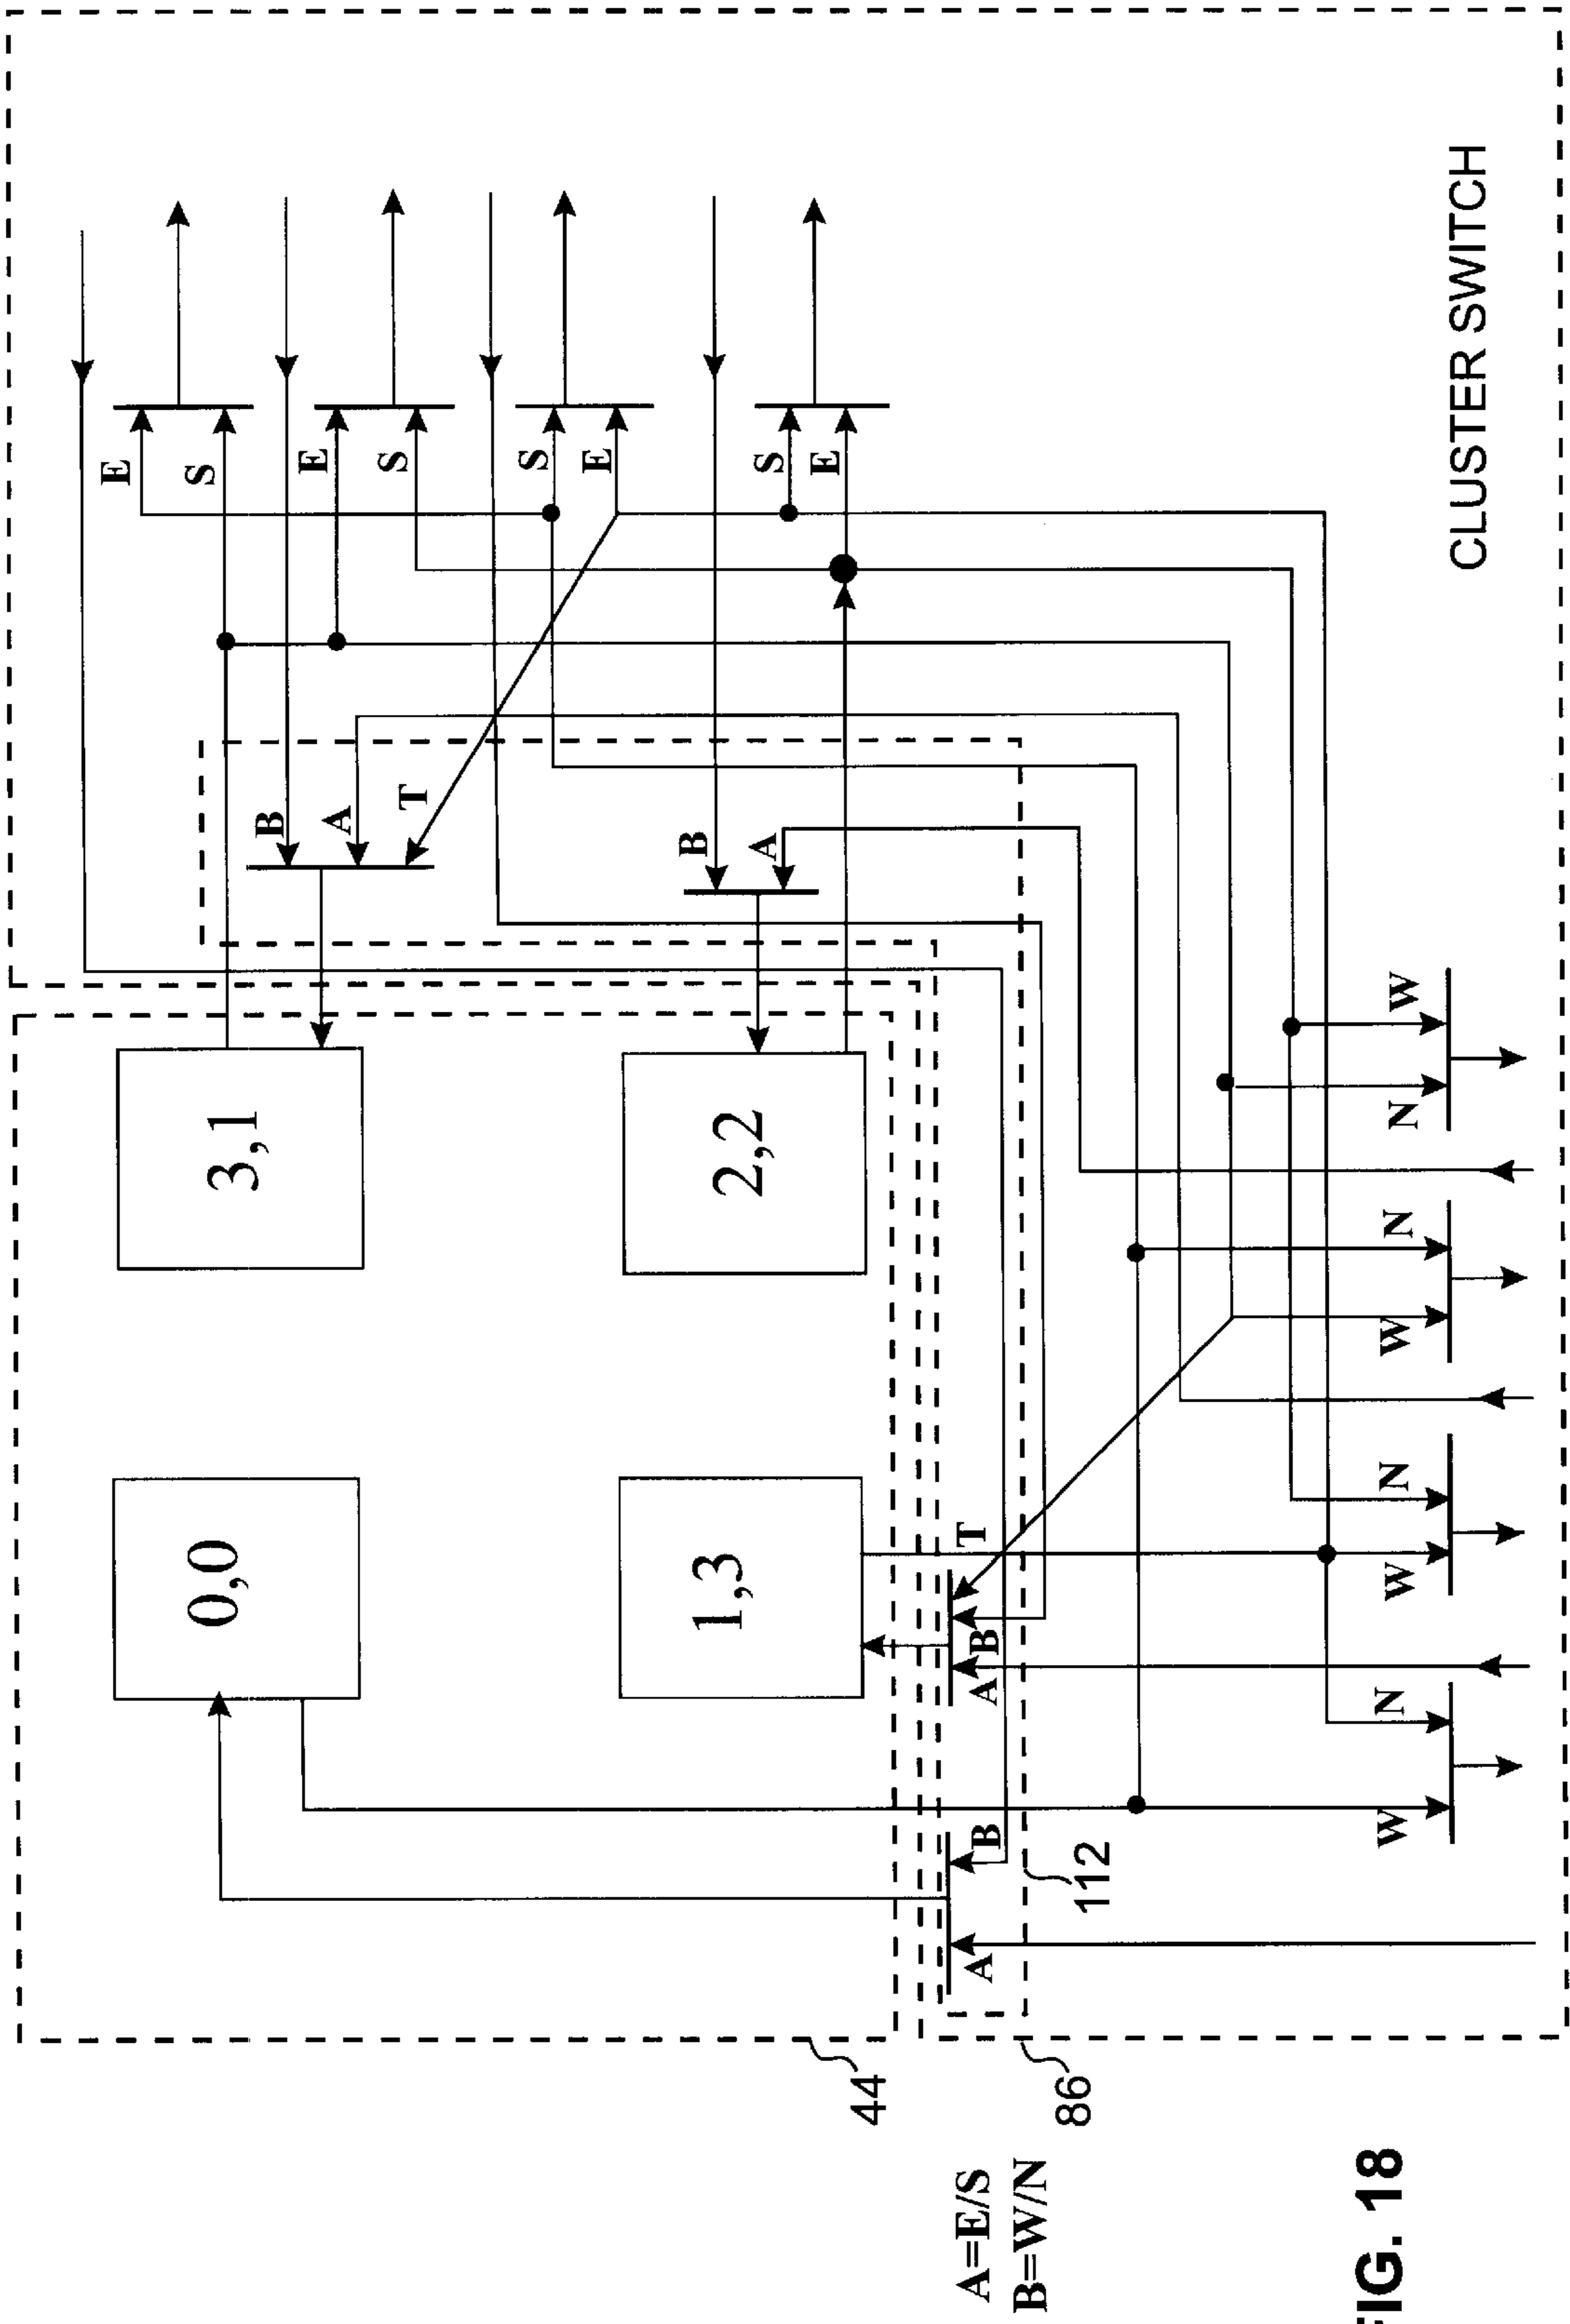 E
S
0,0
3,1
B
E
A
S
T
S
E
B
A
1,3
2,2
S
E
44
A
B
A
B
T
A=E/S
B=W/N
86
112
W
N
W
N
W
N
N
W
CLUSTER SWITCH
FIG. 18